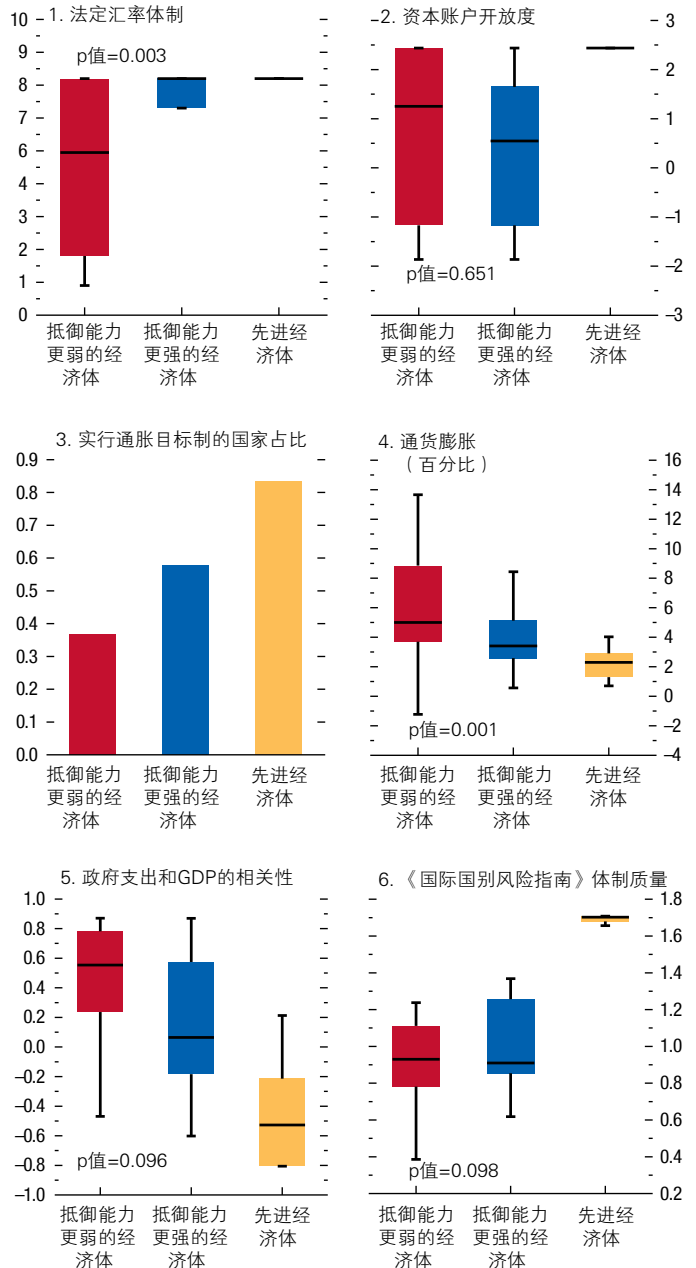 1. 法定汇率体制
10
9
8
7
6
5
4
3
2
1
0
p值=0.003
抵御能力
更弱的经
济体
抵御能力
更强的经
济体
先进经
济体
2. 资本账户开放度
3
2
1
0
–1
–2
–3
p值=0.651
抵御能力
更弱的经
济体
抵御能力
更强的经
济体
先进经
济体
3. 实行通胀目标制的国家占比
0.9
0.8
0.7
0.6
0.5
0.4
0.3
0.2
0.1
0.0
抵御能力
更弱的经
济体
抵御能力
更强的经
济体
先进经
济体
4. 通货膨胀
（百分比）
16
14
12
10
8
6
4
2
0
–2
–4
p值=0.001
抵御能力
更弱的经
济体
抵御能力
更强的经
济体
先进经
济体
5. 政府支出和GDP的相关性
1.0
0.8
0.6
0.4
0.2
0.0
–0.2
–0.4
–0.6
–0.8
–1.0
p值=0.096
抵御能力
更弱的经
济体
抵御能力
更强的经
济体
先进经
济体
6. 《国际国别风险指南》体制质量
1.8
1.6
1.4
1.2
1.0
0.8
0.6
0.4
0.2
p值=0.098
抵御能力
更弱的经
济体
抵御能力
更强的经
济体
先进经
济体